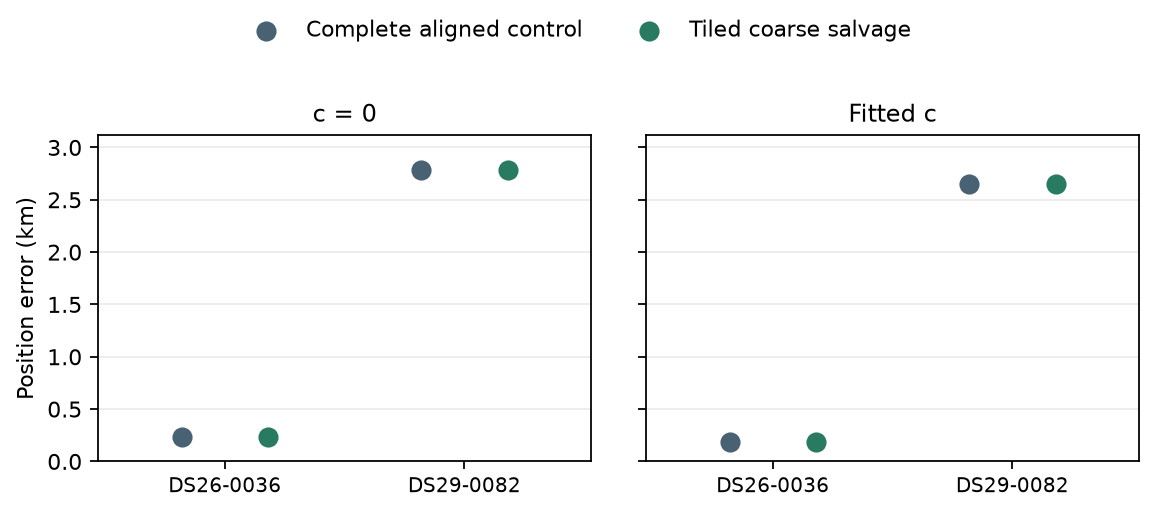 Complete aligned control
Tiled coarse salvage
c = 0
Fitted c
Position error (km)
3.0
2.5
2.0
1.5
1.0
0.5
0.0
DS26-0036
DS29-0082
DS26-0036
DS29-0082